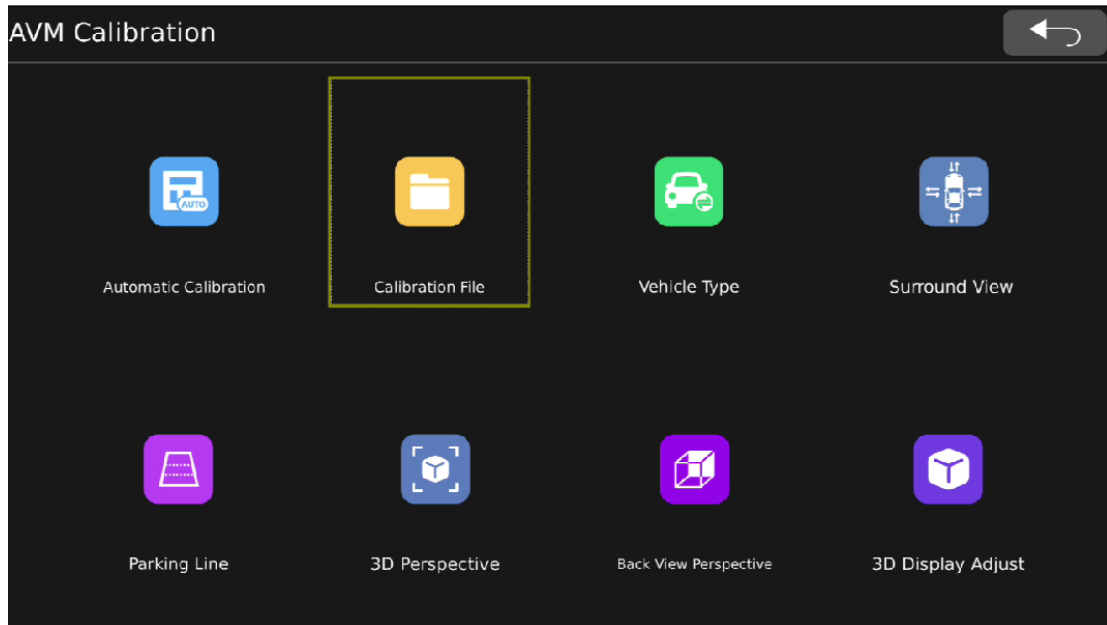 AVM Calibration
AUTO
Automatic Calibration
Calibration File
Vehicle Type
Surround View
Parking Line
3D Perspective
Back View Perspective
3D Display Adjust